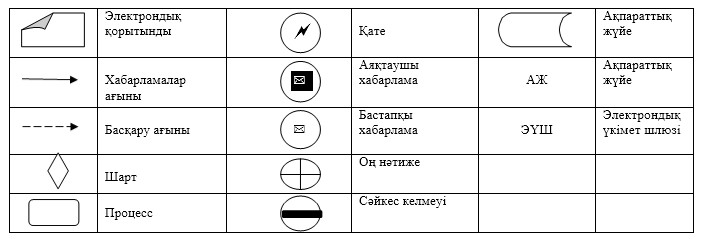 Электрондық
қорытынды
Қате
Ақпараттық
жүйе
Хабарламалар
ағыны
Аяқтаушы
хабарлама
АЖ
Ақпараттық
жүйе
Басқару ағыны
Бастапқы
хабарлама
ЭҮШ
Электрондық
үкімет шлюзі
Шарт
Оң нәтиже
Процесс
Сәйкес келмеуі